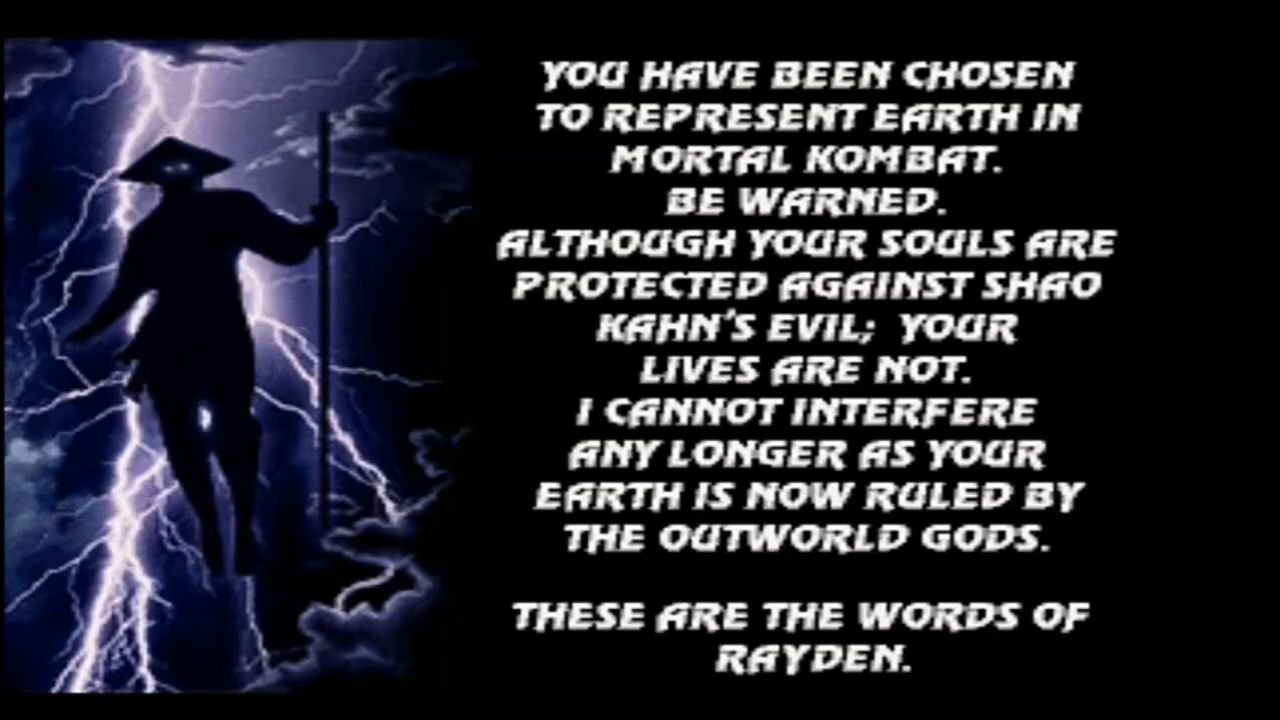 YOU HAVE BEEN CHOSEN
TO REPRESENT EARTH IN
MORTAL KOMBAT.
BE WARNED.
ALTHOUGH YOUR SOULS ARE
PROTECTED AGAINST SHAO
KAHN'S EVIL; YOUR
LIVES ARE NOT.
I CANNOT INTERFERE
ANY LONGER AS YOUR
EARTH IS NOW RULED BY
THE OUTWORLD GODS.
THESE ARE THE WORDS OF
RAYDEN.